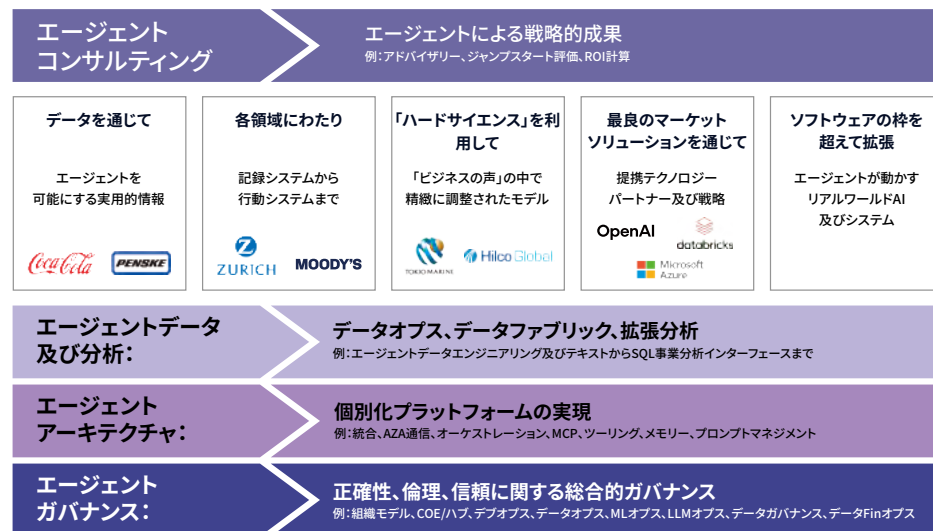 エージェント
コンサルティング
エージェントによる戦略的成果
例：アドバイザリー、ジャンプスタート評価、ROI計算
データを通じて
エージェントを
可能にする実用的情報
Coca Cola
PENSKE
各領域にわたり
記録システムから
行動システムまで
Z
ZURICH
MOODY'S
「ハードサイエンス」を利
用して
「ビジネスの声」の中で
精緻に調整されたモデル
TOKIO MARINE
Hilco Global
最良のマーケット
ソリューションを通じて
提携テクノロジー
パートナー及び戦略
OpenAI
databricks
Microsoft
Azure
ソフトウェアの枠を
超えて拡張
エージェントが動かす
リアルワールドAI
及びシステム
エージェントデータ
及び分析：
データオプス、データファブリック、拡張分析
例：エージェントデータエンジニアリング及びテキストからSQL事業分析インターフェースまで
エージェント
アーキテクチャ：
個別化プラットフォームの実現
例：統合、AZA通信、オーケストレーション、MCP、ツーリング、メモリー、プロンプトマネジメント
エージェント
ガバナンス：
正確性、倫理、信頼に関する総合的ガバナンス
例：組織モデル、COE/ハブ、デブオプス、データオプス、MLオプス、LLMオプス、データガバナンス、データFinオプス